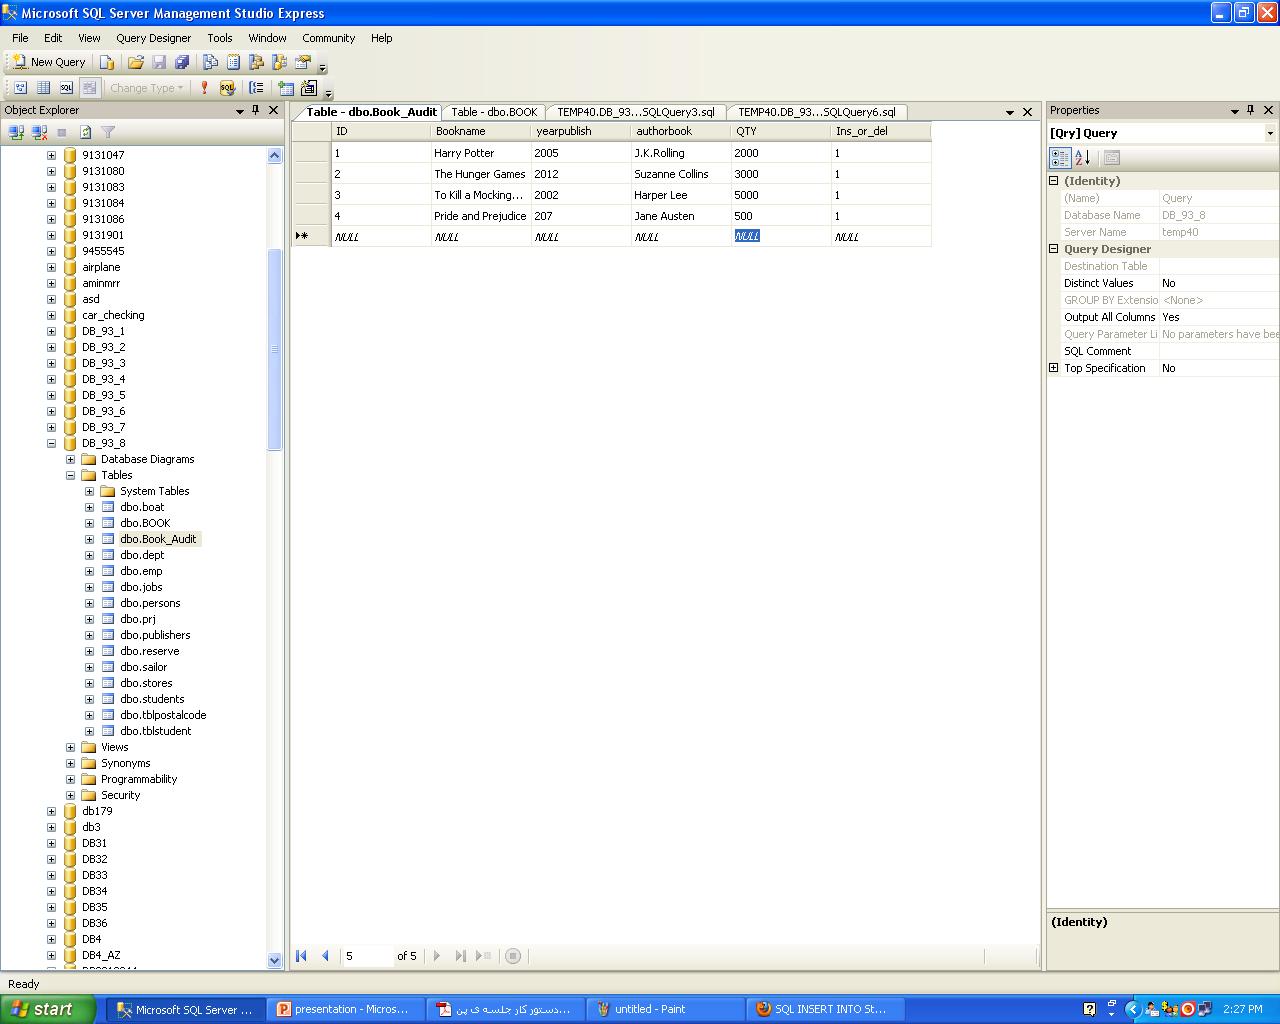 Microsoft SQL Server Management Studio Express
File Edit View Query Designer Tools Window Community Help
New Query
Change Type
Object Explorer
9131047
9131080
9131083
9131084
9131086
9131901
9455545
airplane
aminmrr
asd
car_checking
DB_93_1
DB_93_2
DB_93_3
DB_93_4
DB_93_5
DB_93_6
DB_93_7
DB_93_8
Database Diagrams
Tables
System Tables
dbo.boat
dbo.BOOK
dbo.Book_Audit
dbo.dept
dbo.emp
dbo.jobs
dbo.persons
dbo.prj
dbo.publishers
dbo.reserve
dbo.sailor
dbo.stores
dbo.students
dbo.tblpostalcode
dbo.tblstudent
Views
Synonyms
Programmability
Security
db179
db3
DB31
DB32
DB33
DB34
DB35
DB36
DB4
DB4_AZ
Table - dbo.Book_Audit Table - dbo.BOOK TEMP40.DB_93...SQLQuery3.sql TEMP40.DB_93...SQLQuery6.sql
ID Bookname yearpublish authorbook QTY Ins_or_del
1 Harry Potter 2005 J.K.Rolling 2000 1
2 The Hunger Games 2012 Suzanne Collins 3000 1
3 To Kill a Mocking... 2002 Harper Lee 5000 1
4 Pride and Prejudice 207 Jane Austen 500 1
NULL NULL NULL NULL NULL NULL
5 of 5
Properties
[Qry] Query
(Identity)
(Name) Query
Database Name DB_93_8
Server Name temp40
Query Designer
Destination Table
Distinct Values No
GROUP BY Extensio <None>
Output All Columns Yes
Query Parameter Li No parameters have bee
SQL Comment
Top Specification No
(Identity)
Ready
start Microsoft SQL Server ... presentation - Micros... دستور کار جلسه ی پن... untitled - Paint SQL INSERT INTO St... 2:27 PM